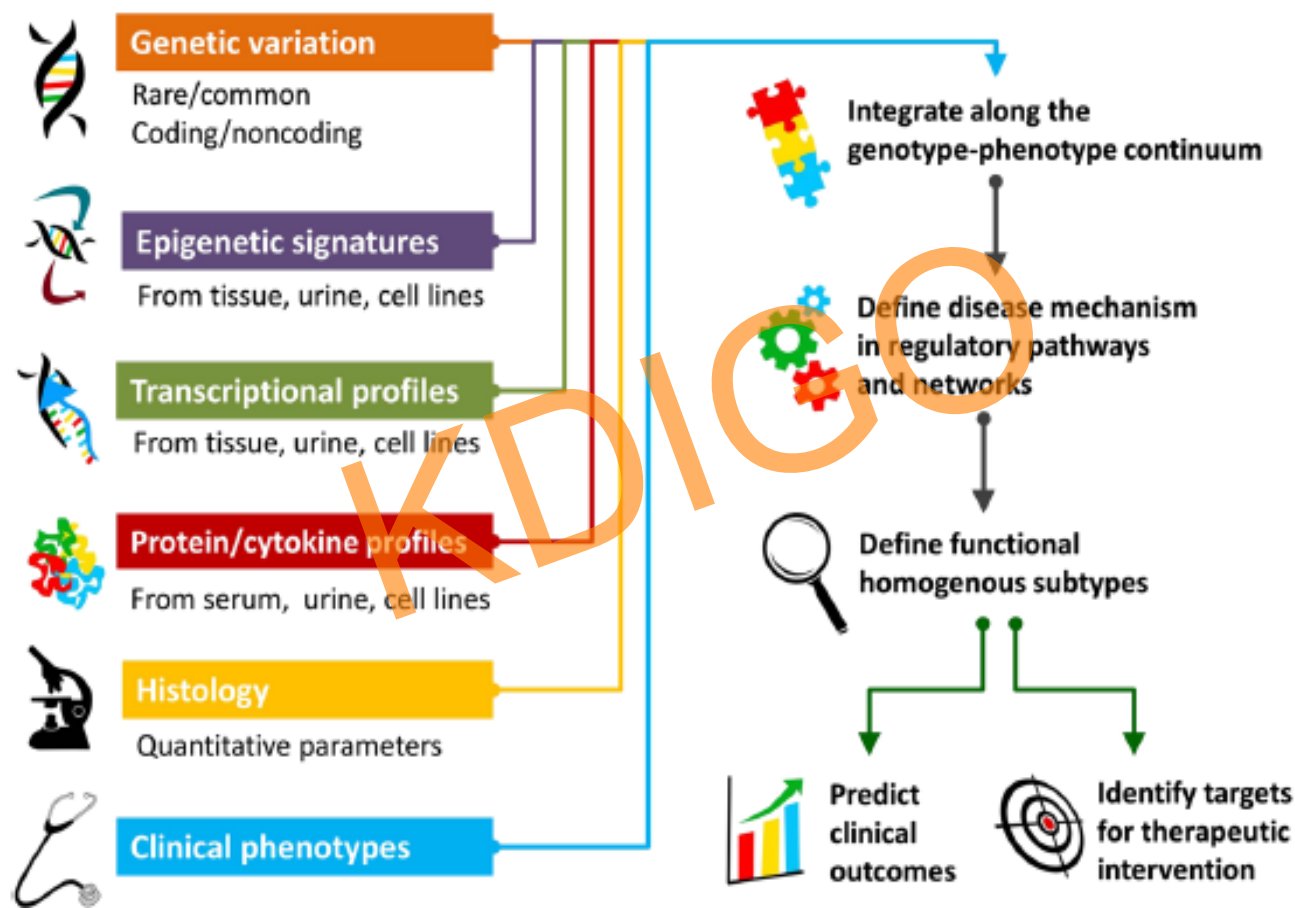 Genetic variation
Rare/common
Coding/noncoding
Epigenetic signatures
From tissue, urine, cell lines
Transcriptional profiles
From tissue, urine, cell lines
Protein/cytokine profiles
From serum, urine, cell lines
Histology
Quantitative parameters
Clinical phenotypes
Integrate along the
genotype-phenotype continuum
Define disease mechanism
in regulatory pathways
and networks
Define functional
homogenous subtypes
Predict
clinical
outcomes
Identify targets
for therapeutic
intervention
KDIGO